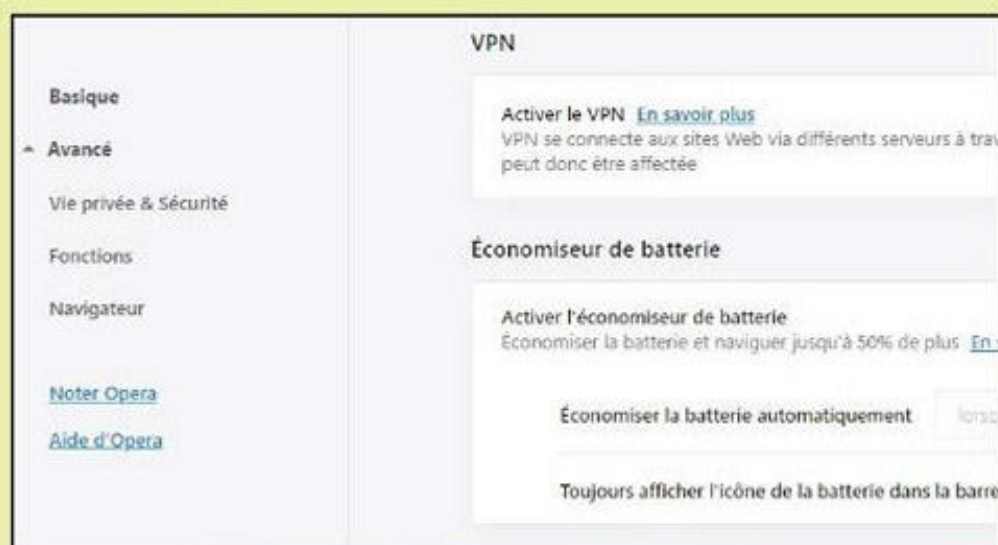 Basique
Avancé
Vie privée & Sécurité
Fonctions
Navigateur
Noter Opera
Aide d'Opera
VPN
Activer le VPN En savoir plus
VPN se connecte aux sites Web via différents serveurs à trav
peut donc être affectée
Économiseur de batterie
Activer l'économiseur de batterie
Économiser la batterie et naviguer jusqu'à 50% de plus En
Économiser la batterie automatiquement lorsc
Toujours afficher l'icône de la batterie dans la barre